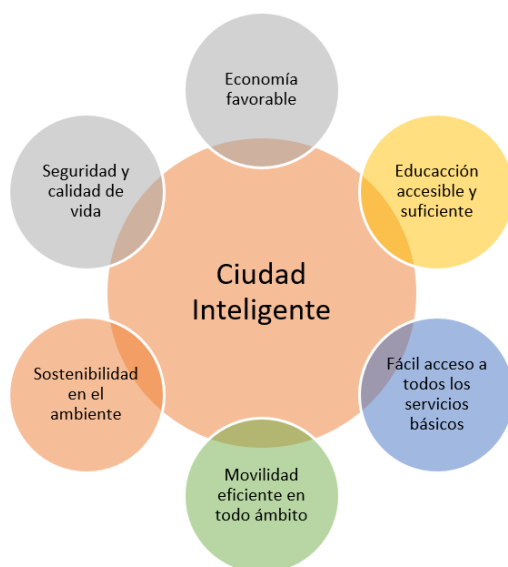 Economía
favorable
Educacción
accesible y
suficiente
Fácil acceso a
todos los
servicios
básicos
Movilidad
eficiente en
todo ámbito
Sostenibilidad
en el
ambiente
Seguridad y
calidad de
vida
Ciudad
Inteligente